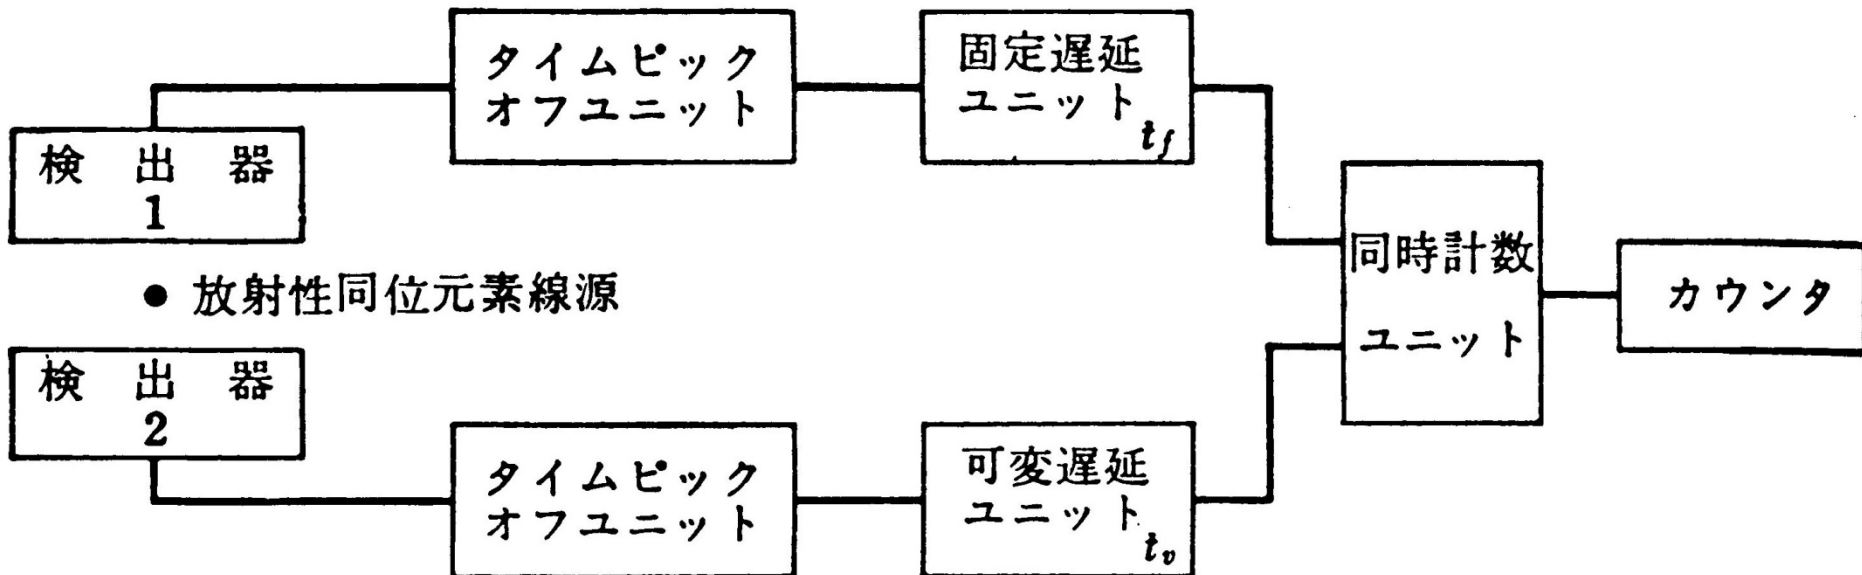 タイムピック
オフユニット
固定遅延
ユニット
t_f
検出器
1
同時計数
ユニット
カウンタ
● 放射性同位元素線源
検出器
2
タイムピック
オフユニット
可変遅延
ユニット
t_v